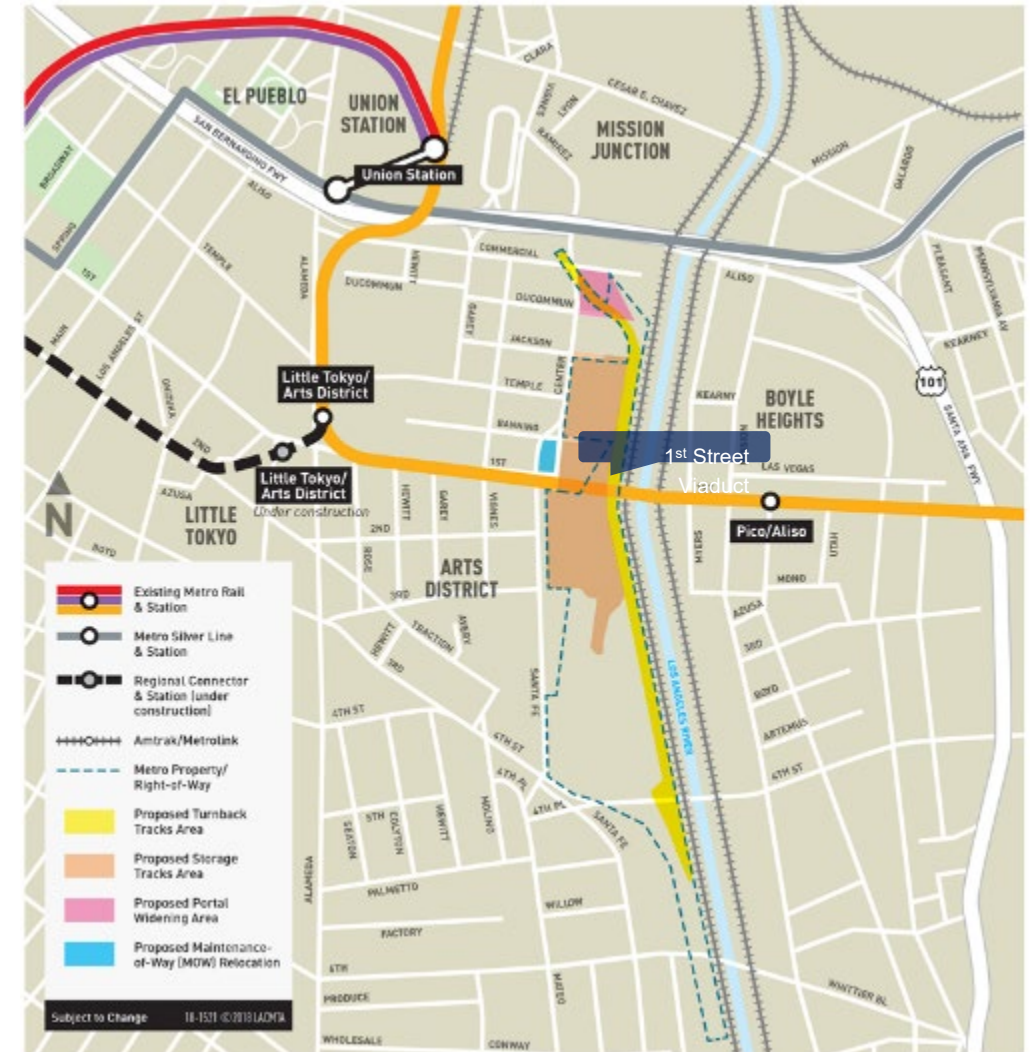 CLARA
CESAR E. CHAVEZ
VIGNES
LYON
RAMIREZ
EL PUEBLO
UNION
STATION
MISSION
JUNCTION
MISSION
Union Station
SAN BERNARDINO FWY
BROADWAY
SPRING
1ST
ALISO
TEMPLE
ALAMEDA
HEWITT
COMMERCIAL
DUCOMMUN
DUCOMMUN
GAREY
JACKSON
TEMPLE
CENTER
BANNING
1ST
ALISO
PLEASANT
PENNSYLVANIA AV
KEARNEY
KEARNY
101
SANTA ANA FWY
BOYLE
HEIGHTS
LAS VEGAS
1st Street
Viaduct
Pico/Aliso
MAIN
LOS ANGELES ST
ONIZUKA
2ND
Little Tokyo/
Arts District
Little Tokyo/
Arts District
Under construction
AZUSA
LITTLE
TOKYO
BOYD
N
HEWITT
GAREY
VIGNES
2ND
ROSE
3RD
ARTS
DISTRICT
HEWITT
TRACTION
AVERY
3RD
SANTA FE
4TH ST
4TH ST
4TH PL
4TH PL
SANTA FE
MOLINO
HEWITT
COLYTON
5TH
SEATON
ALAMEDA
PALMETTO
FACTORY
WILLOW
6TH
PRODUCE
WHOLESALE
CONWAY
MATEO
LOS ANGELES RIVER
MYERS
UTAH
MONO
AZUSA
3RD
BOYD
ARTEMUS
4TH ST
WHITTIER BL
Existing Metro Rail
& Station
Metro Silver Line
& Station
Regional Connector
& Station (under
construction)
Amtrak/Metrolink
Metro Property/
Right-of-Way
Proposed Turnback
Tracks Area
Proposed Storage
Tracks Area
Proposed Portal
Widening Area
Proposed Maintenance-
of-Way (MOW) Relocation
Subject to Change
18-1521 ©2018 LACMTA